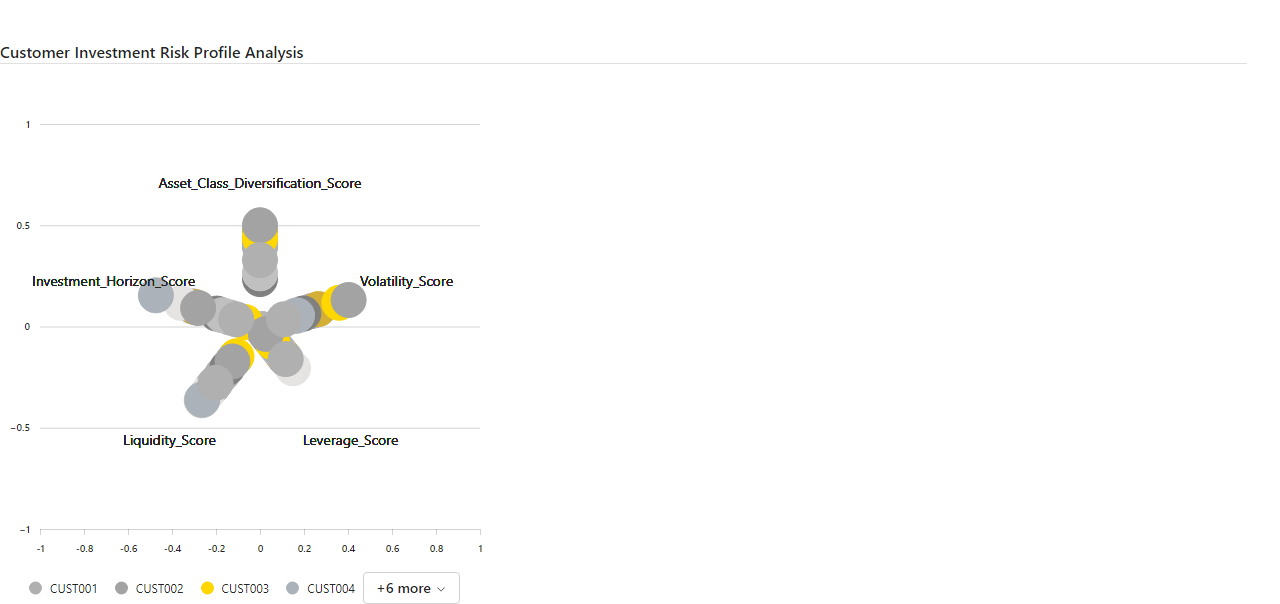 Customer Investment Risk Profile Analysis
1
Asset_Class_Diversification_Score
0.5
Investment_Horizon_Score
Volatility_Score
0
−0.5
Liquidity_Score
Leverage_Score
−1
-1 -0.8 -0.6 -0.4 -0.2 0 0.2 0.4 0.6 0.8 1
CUST001 CUST002 CUST003 CUST004 +6 more